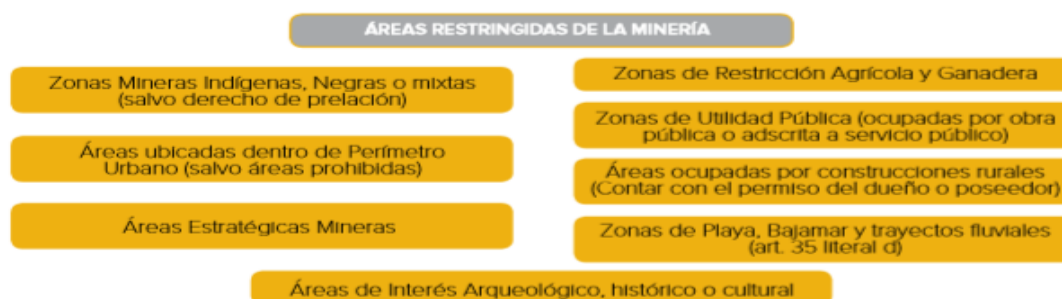 ÁREAS RESTRINGIDAS DE LA MINERÍA
Zonas Mineras Indígenas, Negras o mixtas
(salvo derecho de prelación)
Áreas ubicadas dentro de Perímetro
Urbano (salvo áreas prohibidas)
Áreas Estratégicas Mineras
Zonas de Restricción Agrícola y Ganadera
Zonas de Utilidad Pública (ocupadas por obra
pública o adscrita a servicio público)
Áreas ocupadas por construcciones rurales
(Contar con el permiso del dueño o poseedor)
Zonas de Playa, Bajamar y trayectos fluviales
(art. 35 literal d)
Áreas de Interés Arqueológico, histórico o cultural